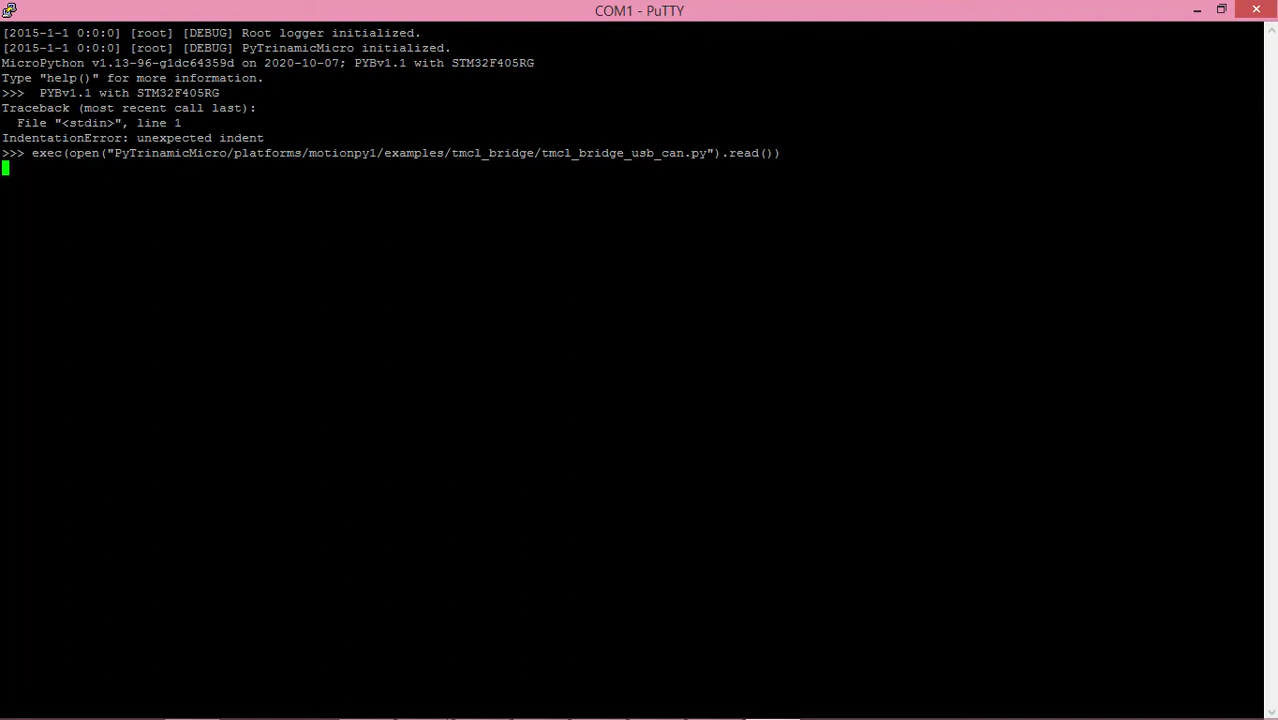 COM1 - PuTTY
[2015-1-1 0:0:0] [root] [DEBUG] Root logger initialized.
[2015-1-1 0:0:0] [root] [DEBUG] PyTrinamicMicro initialized.
MicroPython v1.13-96-g1dc64359d on 2020-10-07; PYBv1.1 with STM32F405RG
Type "help()" for more information.
>>>  PYBv1.1 with STM32F405RG
Traceback (most recent call last):
  File "<stdin>", line 1
IndentationError: unexpected indent
>>> exec(open("PyTrinamicMicro/platforms/motionpy1/examples/tmcl_bridge/tmcl_bridge_usb_can.py").read())